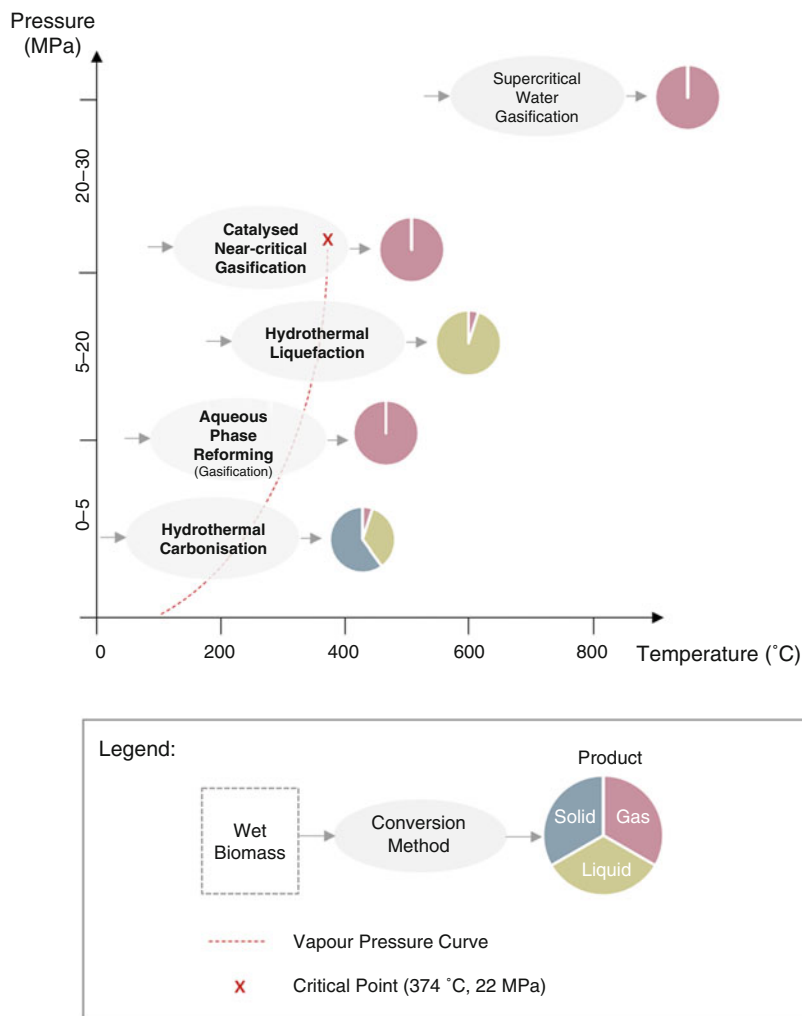 Pressure
(MPa)
Supercritical
Water
Gasification
20–30
Catalysed
Near-critical
Gasification
x
5–20
Hydrothermal
Liquefaction
Aqueous
Phase
Reforming
(Gasification)
0–5
Hydrothermal
Carbonisation
0 200 400 600 800 Temperature (˚C)
Legend:
Product
Wet
Biomass
Conversion
Method
Solid Gas
Liquid
Vapour Pressure Curve
x Critical Point (374 ˚C, 22 MPa)